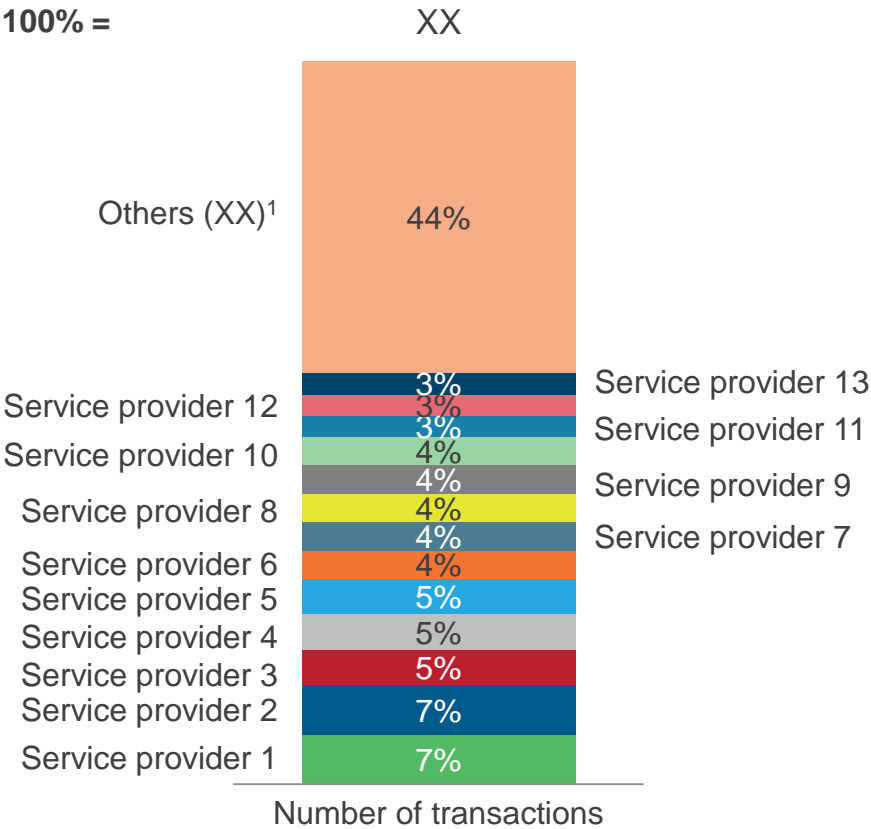 100% = XX
Others (XX)¹ 44%
3% Service provider 13
Service provider 12 3%
3% Service provider 11
Service provider 10 4%
4% Service provider 9
Service provider 8 4%
4% Service provider 7
Service provider 6 4%
Service provider 5 5%
Service provider 4 5%
Service provider 3 5%
Service provider 2 7%
Service provider 1 7%
Number of transactions